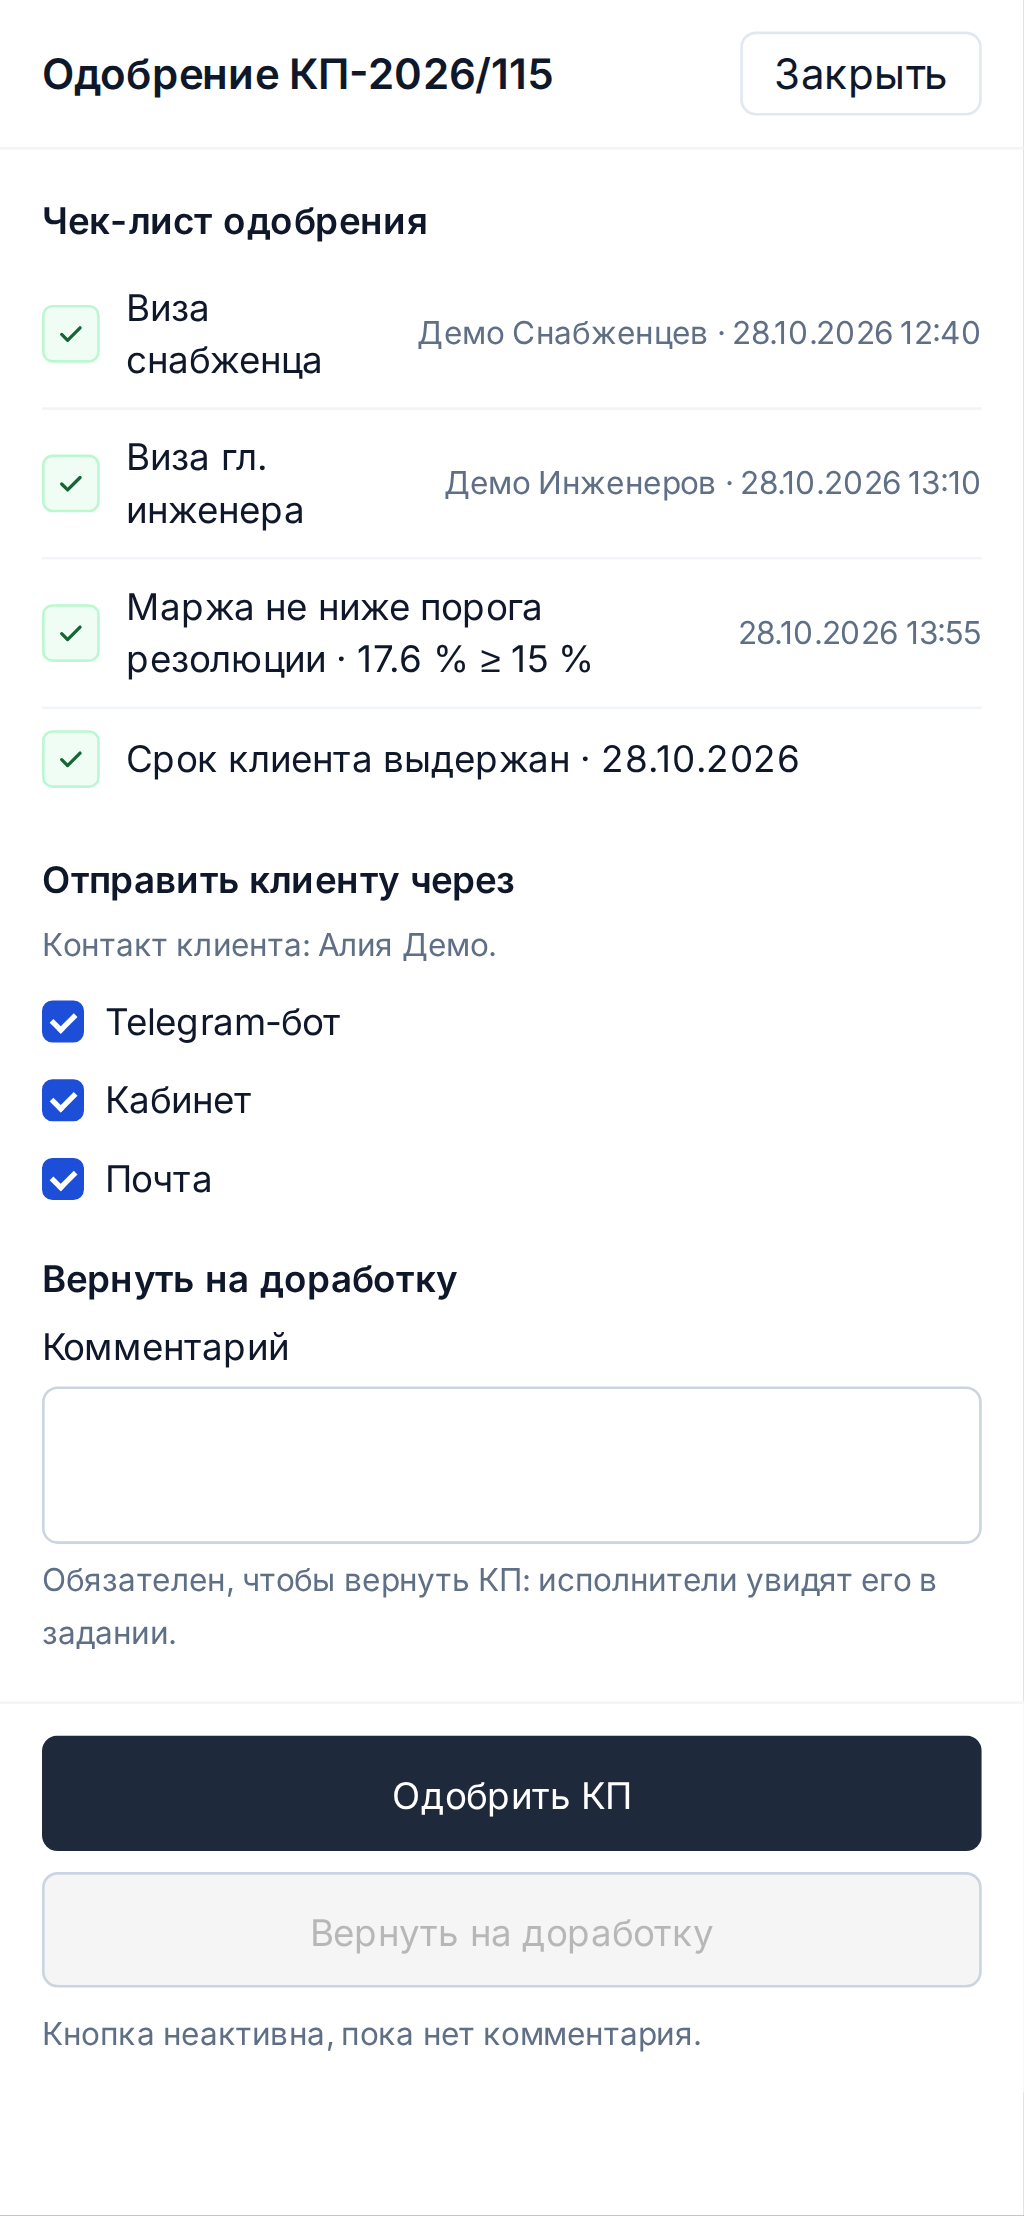 Одобрение КП-2026/115
Закрыть
Чек-лист одобрения
Виза
снабженца
Демо Снабженцев · 28.10.2026 12:40
Виза гл.
инженера
Демо Инженеров · 28.10.2026 13:10
Маржа не ниже порога
резолюции · 17.6 % ≥ 15 %
28.10.2026 13:55
Срок клиента выдержан · 28.10.2026
Отправить клиенту через
Контакт клиента: Алия Демо.
Telegram-бот
Кабинет
Почта
Вернуть на доработку
Комментарий
Обязателен, чтобы вернуть КП: исполнители увидят его в
задании.
Одобрить КП
Вернуть на доработку
Кнопка неактивна, пока нет комментария.